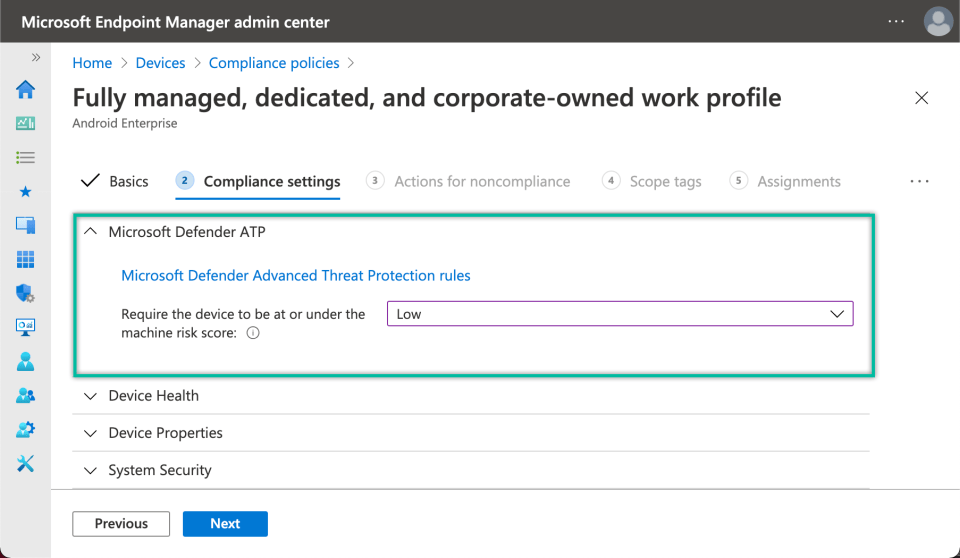 Microsoft Endpoint Manager admin center
Home > Devices > Compliance policies >
Fully managed, dedicated, and corporate-owned work profile
Android Enterprise
Basics
2 Compliance settings
3 Actions for noncompliance
4 Scope tags
5 Assignments
Microsoft Defender ATP
Microsoft Defender Advanced Threat Protection rules
Require the device to be at or under the
machine risk score:
Low
Device Health
Device Properties
System Security
Previous
Next